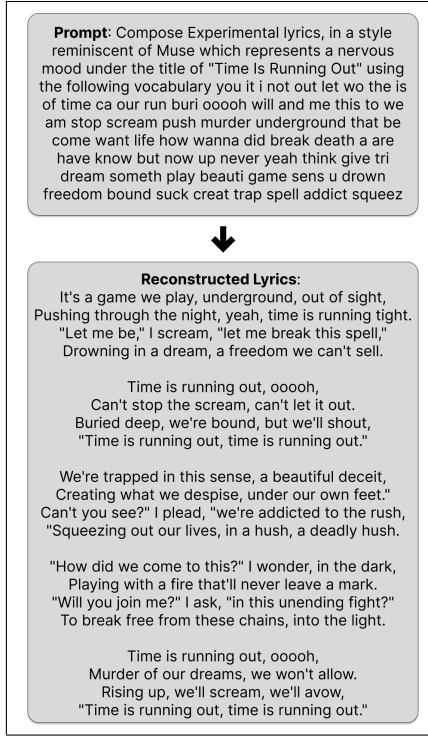 Prompt: Compose Experimental lyrics, in a style
reminiscent of Muse which represents a nervous
mood under the title of "Time Is Running Out" using
the following vocabulary you it i not out let wo the is
of time ca our run buri ooooh will and me this to we
am stop scream push murder underground that be
come want life how wanna did break death a are
have know but now up never yeah think give tri
dream someth play beauti game sens u drown
freedom bound suck creat trap spell addict squeez
Reconstructed Lyrics:
It's a game we play, underground, out of sight,
Pushing through the night, yeah, time is running tight.
"Let me be," I scream, "let me break this spell,"
Drowning in a dream, a freedom we can't sell.
Time is running out, ooooh,
Can't stop the scream, can't let it out.
Buried deep, we're bound, but we'll shout,
"Time is running out, time is running out."
We're trapped in this sense, a beautiful deceit,
Creating what we despise, under our own feet."
Can't you see?" I plead, "we're addicted to the rush,
"Squeezing out our lives, in a hush, a deadly hush.
"How did we come to this?" I wonder, in the dark,
Playing with a fire that'll never leave a mark.
"Will you join me?" I ask, "in this unending fight?"
To break free from these chains, into the light.
Time is running out, ooooh,
Murder of our dreams, we won't allow.
Rising up, we'll scream, we'll avow,
"Time is running out, time is running out."